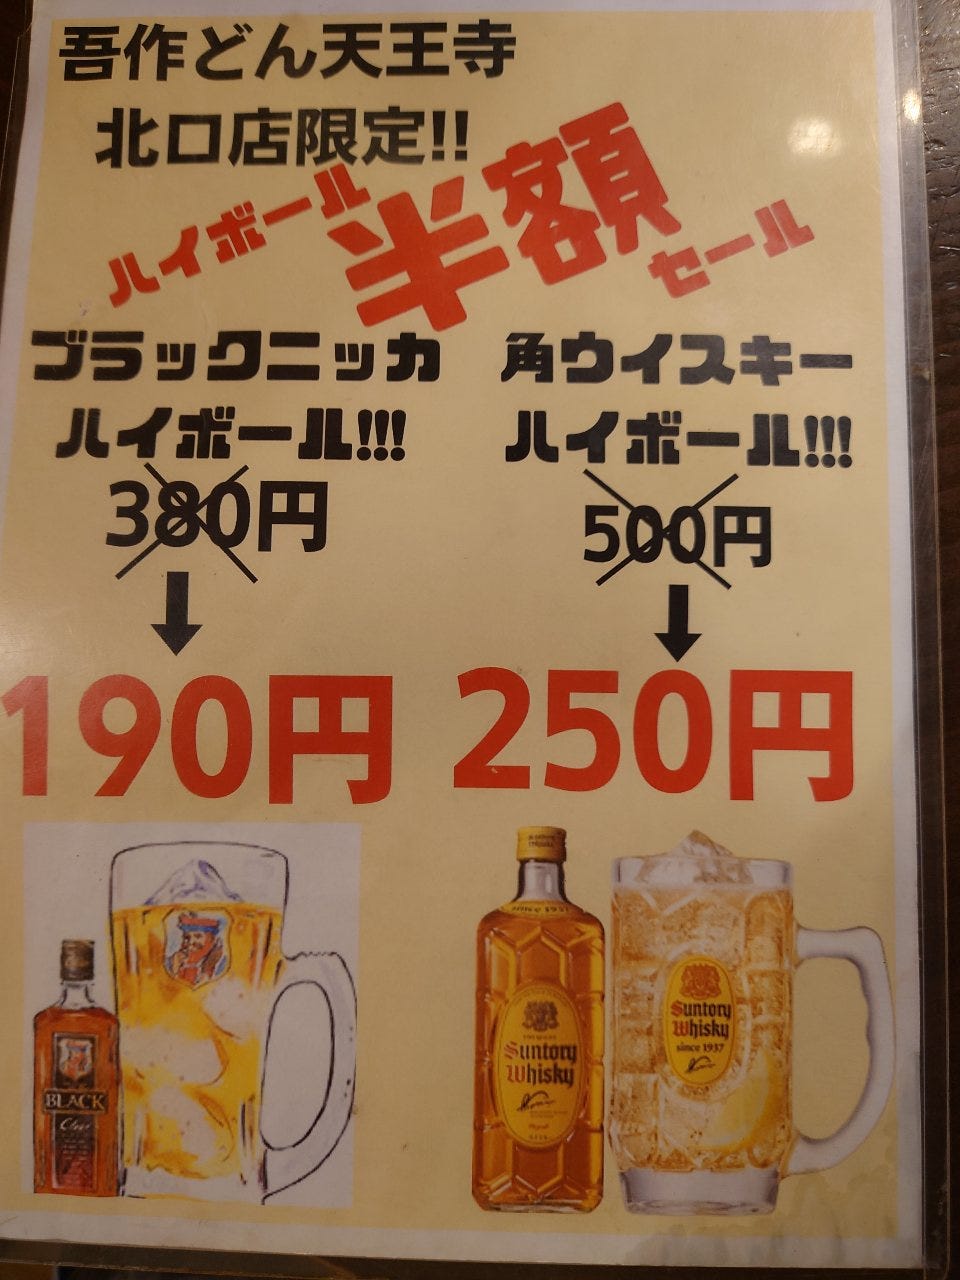 吾作どん天王寺
北口店限定!!
ハイボール半額セール
ブラックニッカ
ハイボール!!!
380円
190円
角ウイスキー
ハイボール!!!
500円
250円
BLACK
Clear
since 1937
Suntory
Whisky
Suntory
Whisky
since 1937